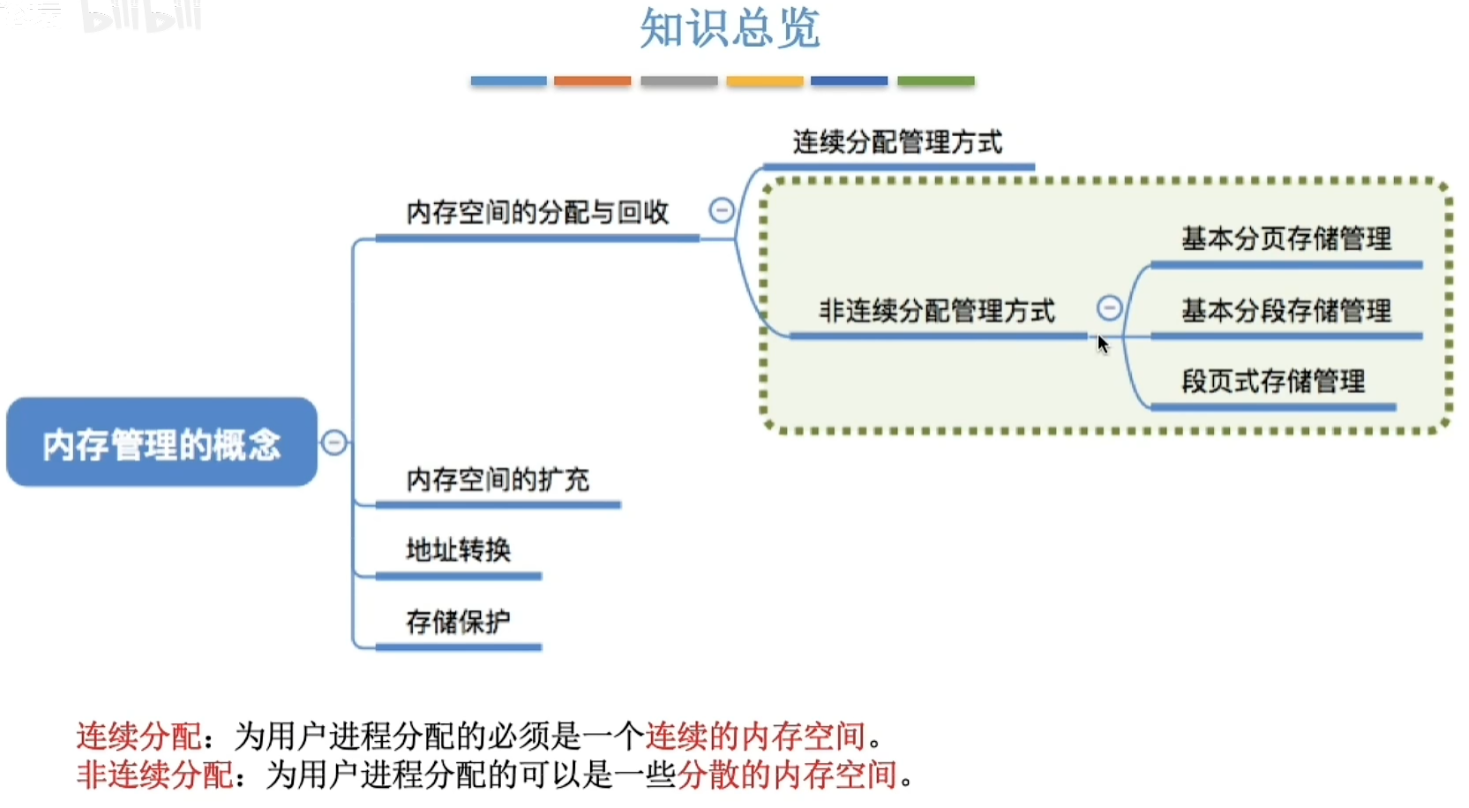 bilibili
知识总览
连续分配管理方式
内存空间的分配与回收
基本分页存储管理
非连续分配管理方式
基本分段存储管理
段页式存储管理
内存管理的概念
内存空间的扩充
地址转换
存储保护
连续分配：为用户进程分配的必须是一个连续的内存空间。
非连续分配：为用户进程分配的可以是一些分散的内存空间。